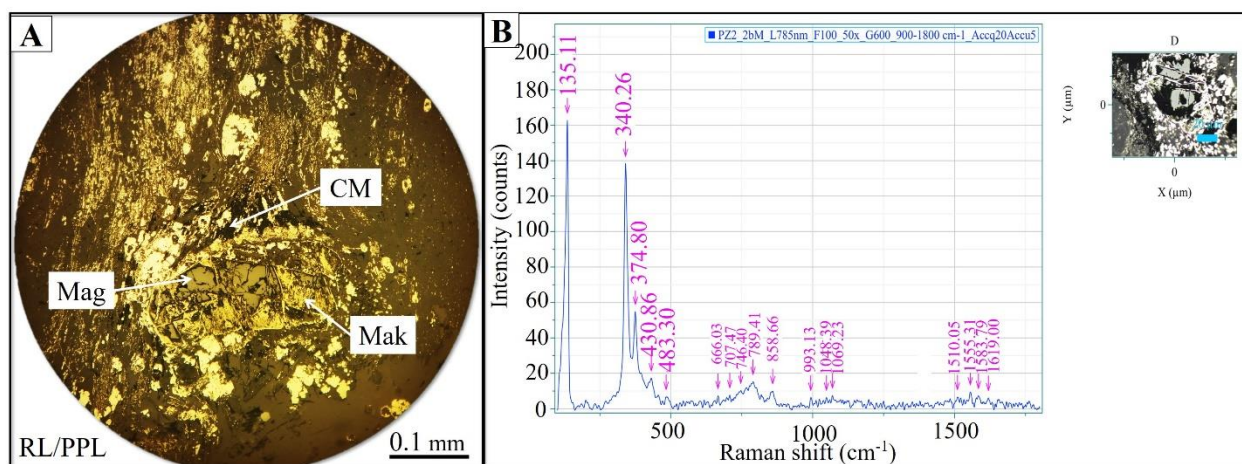 A
CM
Mag
Mak
RL/PPL
0.1 mm
B
PZ2_2bM_L785nm_F100_50x_G600_900-1800 cm-1_Accq20Accu5
Intensity (counts)
200
180
160
140
120
100
80
60
40
20
0
135.11
340.26
374.80
430.86
483.30
666.03
707.47
746.40
789.41
858.66
993.13
1048.39
1069.23
1510.05
1555.31
1583.79
1619.00
500
1000
1500
Raman shift (cm-1)
D
Y (µm)
0
0
X (µm)